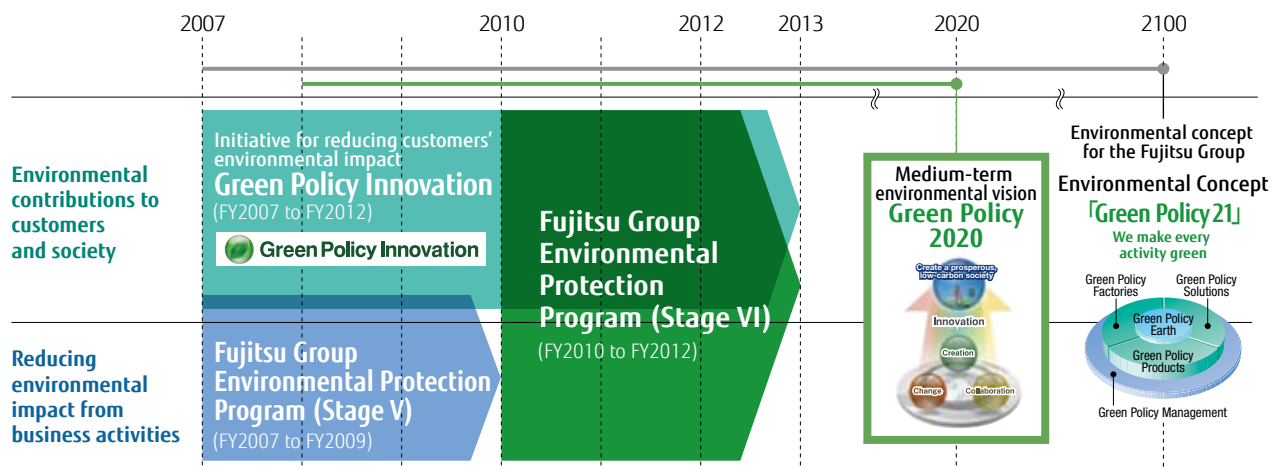 2007 2010 2012 2013 2020 2100
Environmental
contributions to
customers
and society
Initiative for reducing customers'
environmental impact
Green Policy Innovation
(FY2007 to FY2012)
Green Policy Innovation
Reducing
environmental
impact from
business activities
Fujitsu Group
Environmental Protection
Program (Stage V)
(FY2007 to FY2009)
Fujitsu Group
Environmental
Protection
Program (Stage VI)
(FY2010 to FY2012)
Medium-term
environmental vision
Green Policy
2020
Create a prosperous,
low-carbon society
Innovation
Creation
Change
Collaboration
Environmental concept
for the Fujitsu Group
Environmental Concept
「Green Policy 21」
We make every
activity green
Green Policy
Factories
Green Policy
Solutions
Green Policy
Earth
Green Policy
Products
Green Policy Management